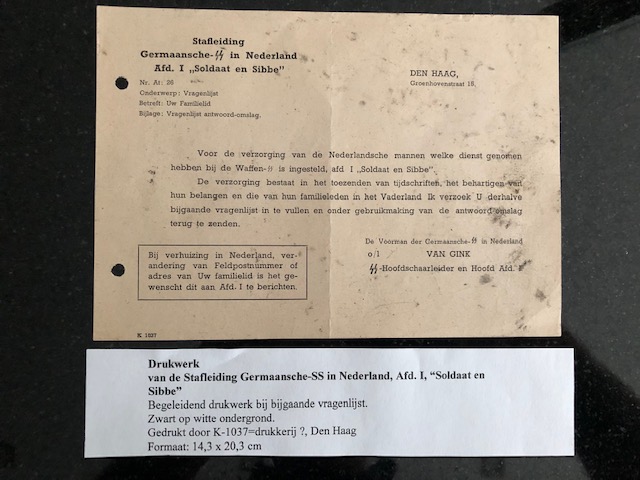 Stafleiding
Germaansche-ᛋᛋ in Nederland
Afd. I „Soldaat en Sibbe"
Nr. At: 26
Onderwerp: Vragenlijst
Betreft: Uw Familielid
Bijlage: Vragenlijst antwoord-omslag.
DEN HAAG,
Groenhovenstraat 18,
Voor de verzorging van de Nederlandsche mannen welke dienst genomen
hebben bij de Waffen-ᛋᛋ is ingesteld, afd I „Soldaat en Sibbe".
De verzorging bestaat in het toezenden van tijdschriften, het behartigen van
hun belangen en die van hun familieleden in het Vaderland Ik verzoek U derhalve
bijgaande vragenlijst in te vullen en onder gebruikmaking van de antwoord-omslag
terug te zenden.
De Voorman der Germaansche-ᛋᛋ in Nederland
o/l VAN GINK
ᛋᛋ-Hoofdschaarleider en Hoofd Afd. I
Bij verhuizing in Nederland, ver-
andering van Feldpostnummer of
adres van Uw familielid is het ge-
wenscht dit aan Afd. I te berichten.
K 1037
Drukwerk
van de Stafleiding Germaansche-SS in Nederland, Afd. I, “Soldaat en
Sibbe”
Begeleidend drukwerk bij bijgaande vragenlijst.
Zwart op witte ondergrond.
Gedrukt door K-1037=drukkerij ?, Den Haag
Formaat: 14,3 x 20,3 cm